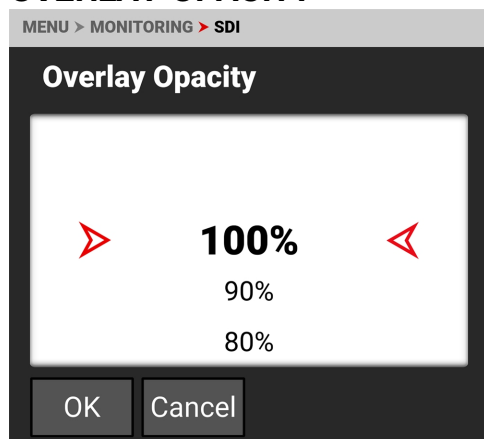 MENU > MONITORING > SDI
Overlay Opacity
100%
90%
80%
OK Cancel